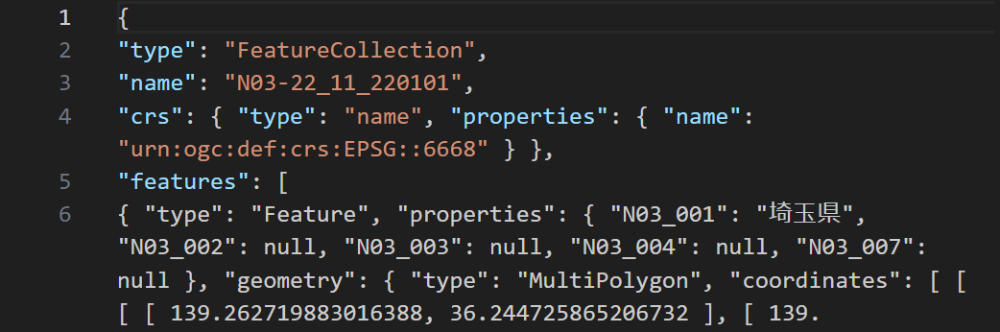 1 {
2 "type": "FeatureCollection",
3 "name": "N03-22_11_220101",
4 "crs": { "type": "name", "properties": { "name":
"urn:ogc:def:crs:EPSG::6668" } },
5 "features": [
6 { "type": "Feature", "properties": { "N03_001": "埼玉県",
"N03_002": null, "N03_003": null, "N03_004": null, "N03_007":
null }, "geometry": { "type": "MultiPolygon", "coordinates": [ [
[ [ 139.262719883016388, 36.244725865206732 ], [ 139.